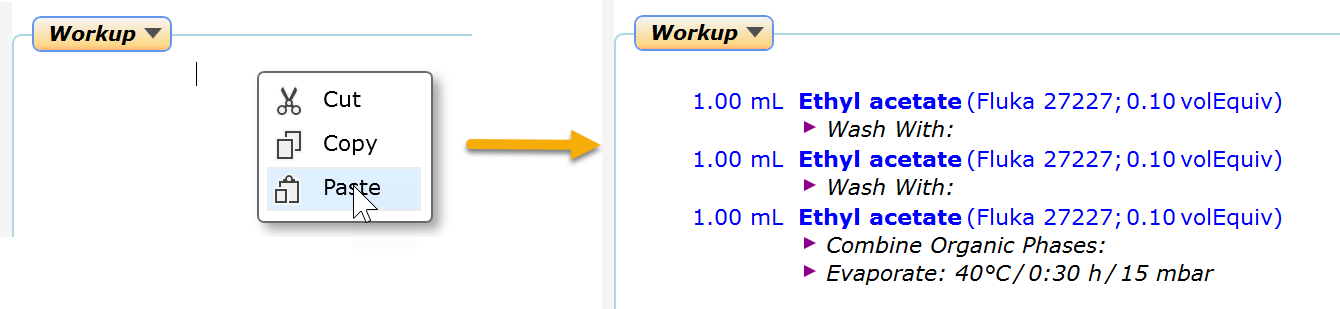 Workup
Cut
Copy
Paste
Workup
1.00 mL Ethyl acetate (Fluka 27227; 0.10 volEquiv)
Wash With:
1.00 mL Ethyl acetate (Fluka 27227; 0.10 volEquiv)
Wash With:
1.00 mL Ethyl acetate (Fluka 27227; 0.10 volEquiv)
Combine Organic Phases:
Evaporate: 40°C / 0:30 h / 15 mbar